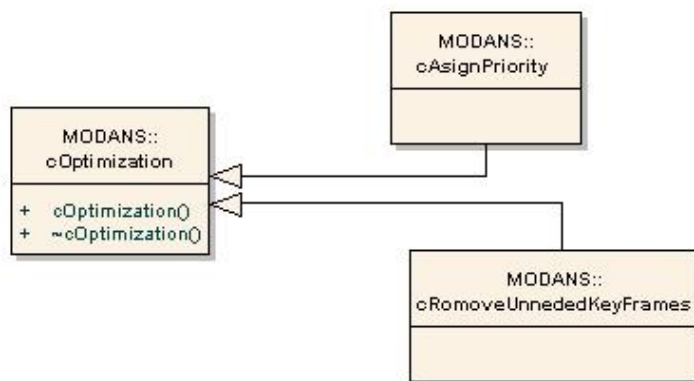 MODANS::
cAsignPriority
MODANS::
cOptimization
+ cOptimization()
+ ~cOptimization()
MODANS::
cRomoveUnnededKeyFrames